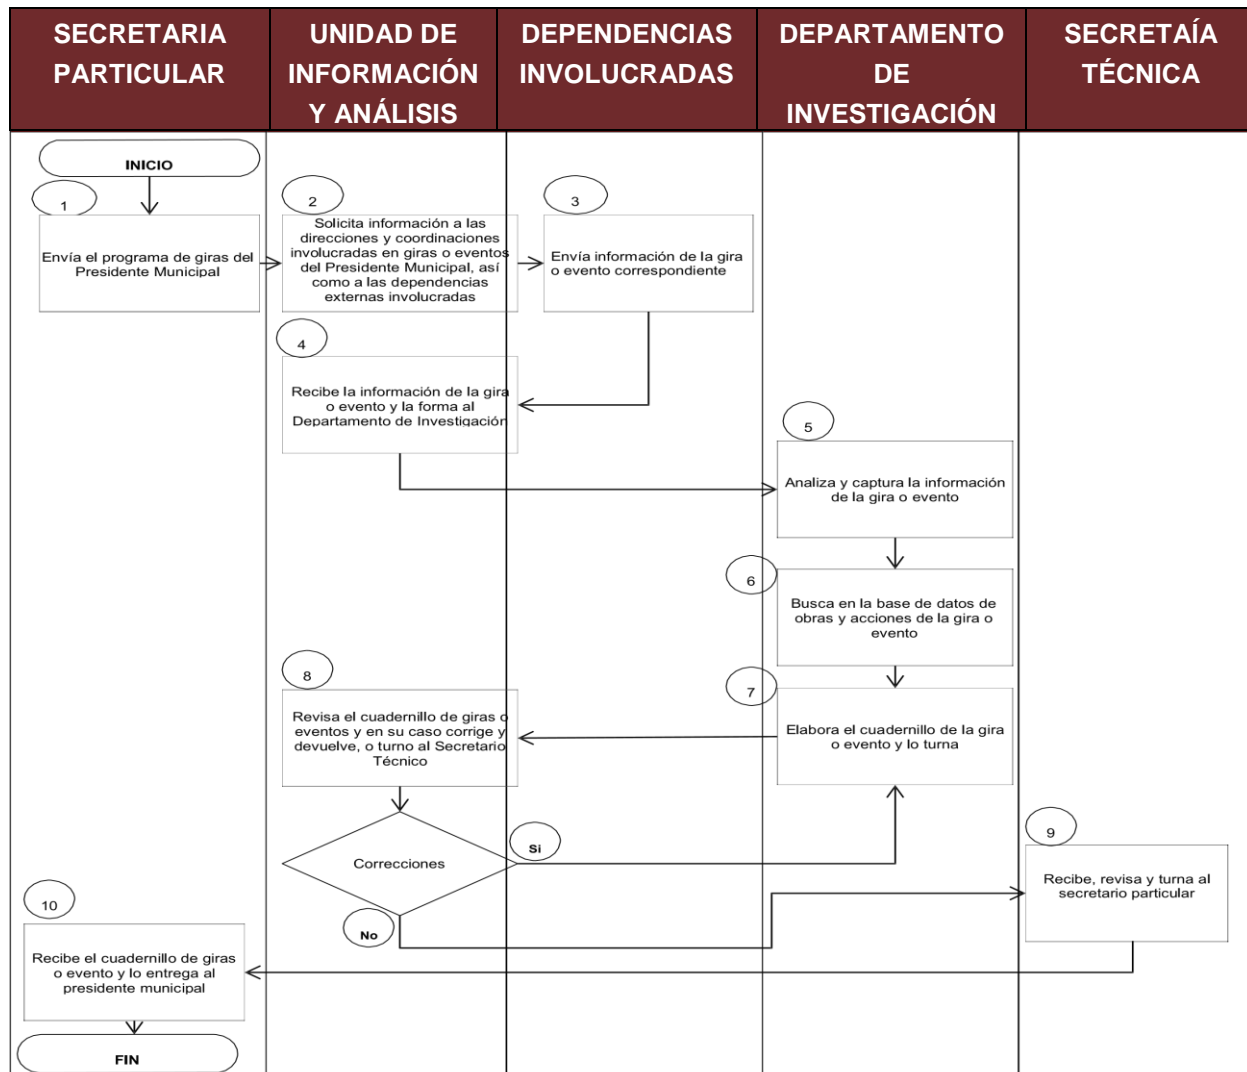 SECRETARIA
PARTICULAR
UNIDAD DE
INFORMACIÓN
Y ANÁLISIS
DEPENDENCIAS
INVOLUCRADAS
DEPARTAMENTO
DE
INVESTIGACIÓN
SECRETAÍA
TÉCNICA
INICIO
1
Envía el programa de giras del
Presidente Municipal
2
Solicita información a las
direcciones y coordinaciones
involucradas en giras o eventos
del Presidente Municipal, así
como a las dependencias
externas involucradas
3
Envía información de la gira
o evento correspondiente
4
Recibe la información de la gira
o evento y la forma al
Departamento de Investigación
5
Analiza y captura la información
de la gira o evento
6
Busca en la base de datos de
obras y acciones de la gira o
evento
7
Elabora el cuadernillo de la gira
o evento y lo turna
8
Revisa el cuadernillo de giras o
eventos y en su caso corrige y
devuelve, o turno al Secretario
Técnico
Correcciones
Si
No
9
Recibe, revisa y turna al
secretario particular
10
Recibe el cuadernillo de giras
o evento y lo entrega al
presidente municipal
FIN